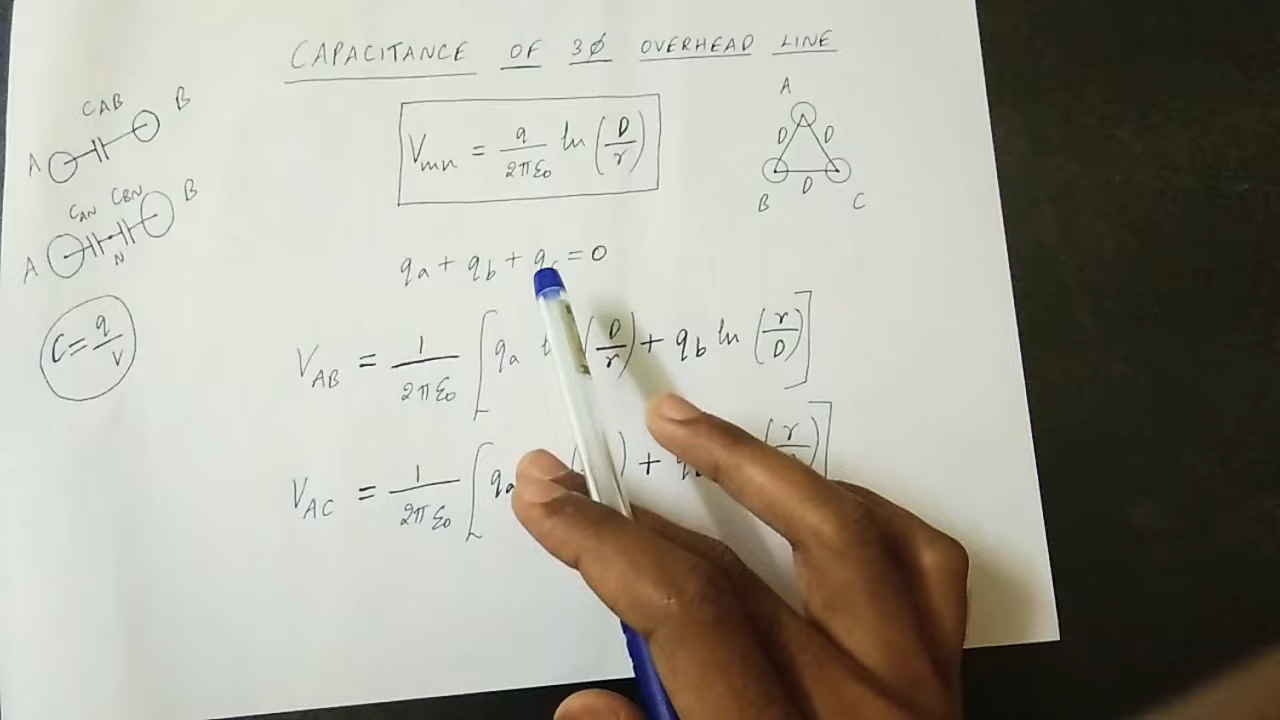 CAPACITANCE OF 3Ø OVERHEAD LINE
CAB
A B
CAN CBN
A N B
C = q/V
Vmn = q/2πε0 ln (D/r)
A
D D
B D C
qa + qb + q = 0
VAB = 1/2πε0 [qa (D/r) + qb ln (r/D)]
VAC = 1/2πε0 [qa ) + (r/ )]